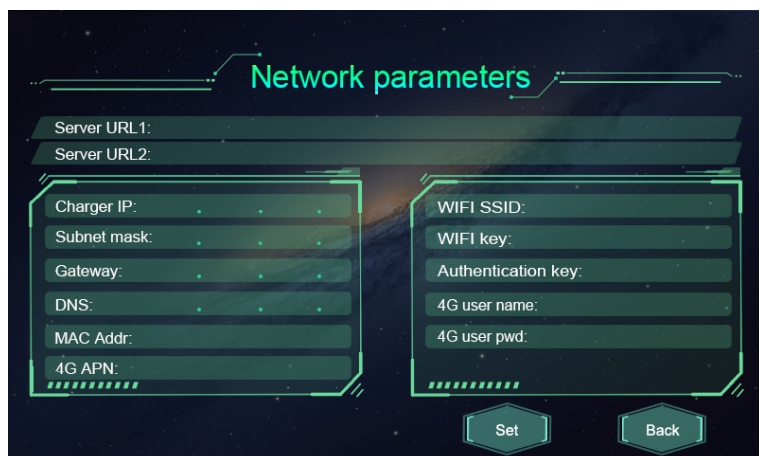 Network parameters
Server URL1:
Server URL2:
Charger IP: . . .
Subnet mask: . . .
Gateway: . . .
DNS: . . .
MAC Addr:
4G APN:
WIFI SSID:
WIFI key:
Authentication key:
4G user name:
4G user pwd:
Set
Back